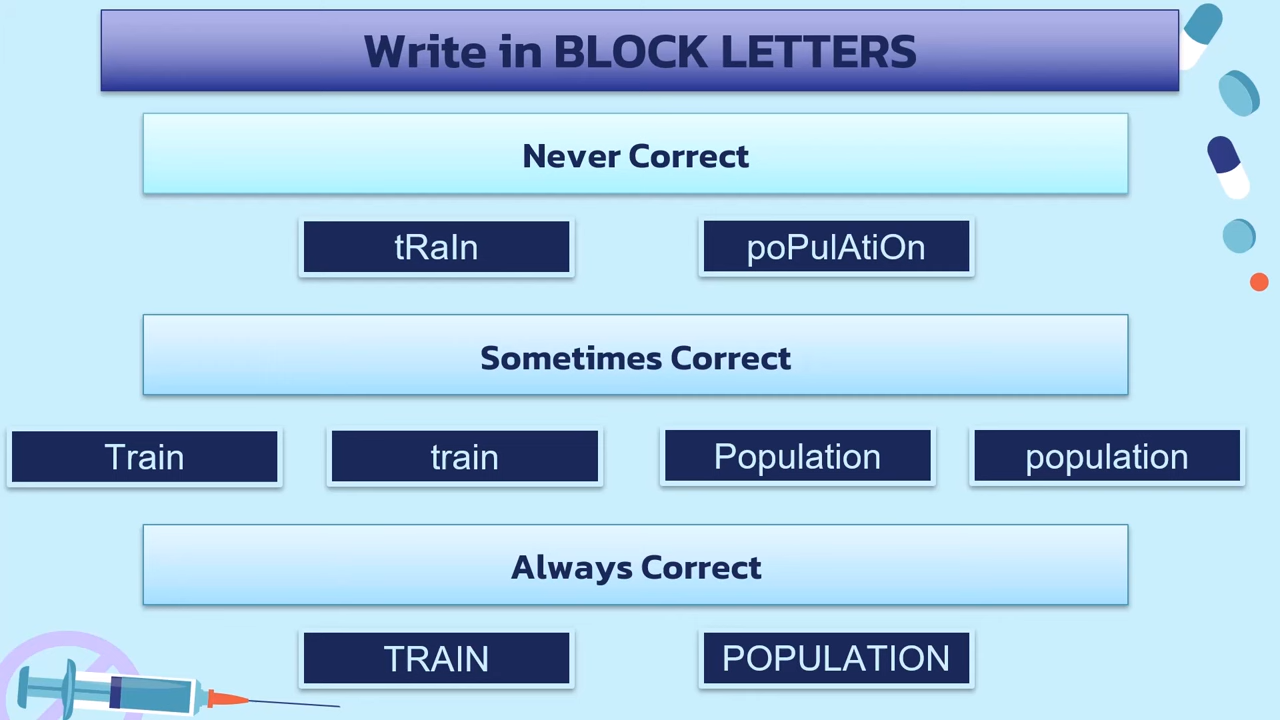 Write in BLOCK LETTERS
Never Correct
tRaIn
poPulAtiOn
Sometimes Correct
Train
train
Population
population
Always Correct
TRAIN
POPULATION